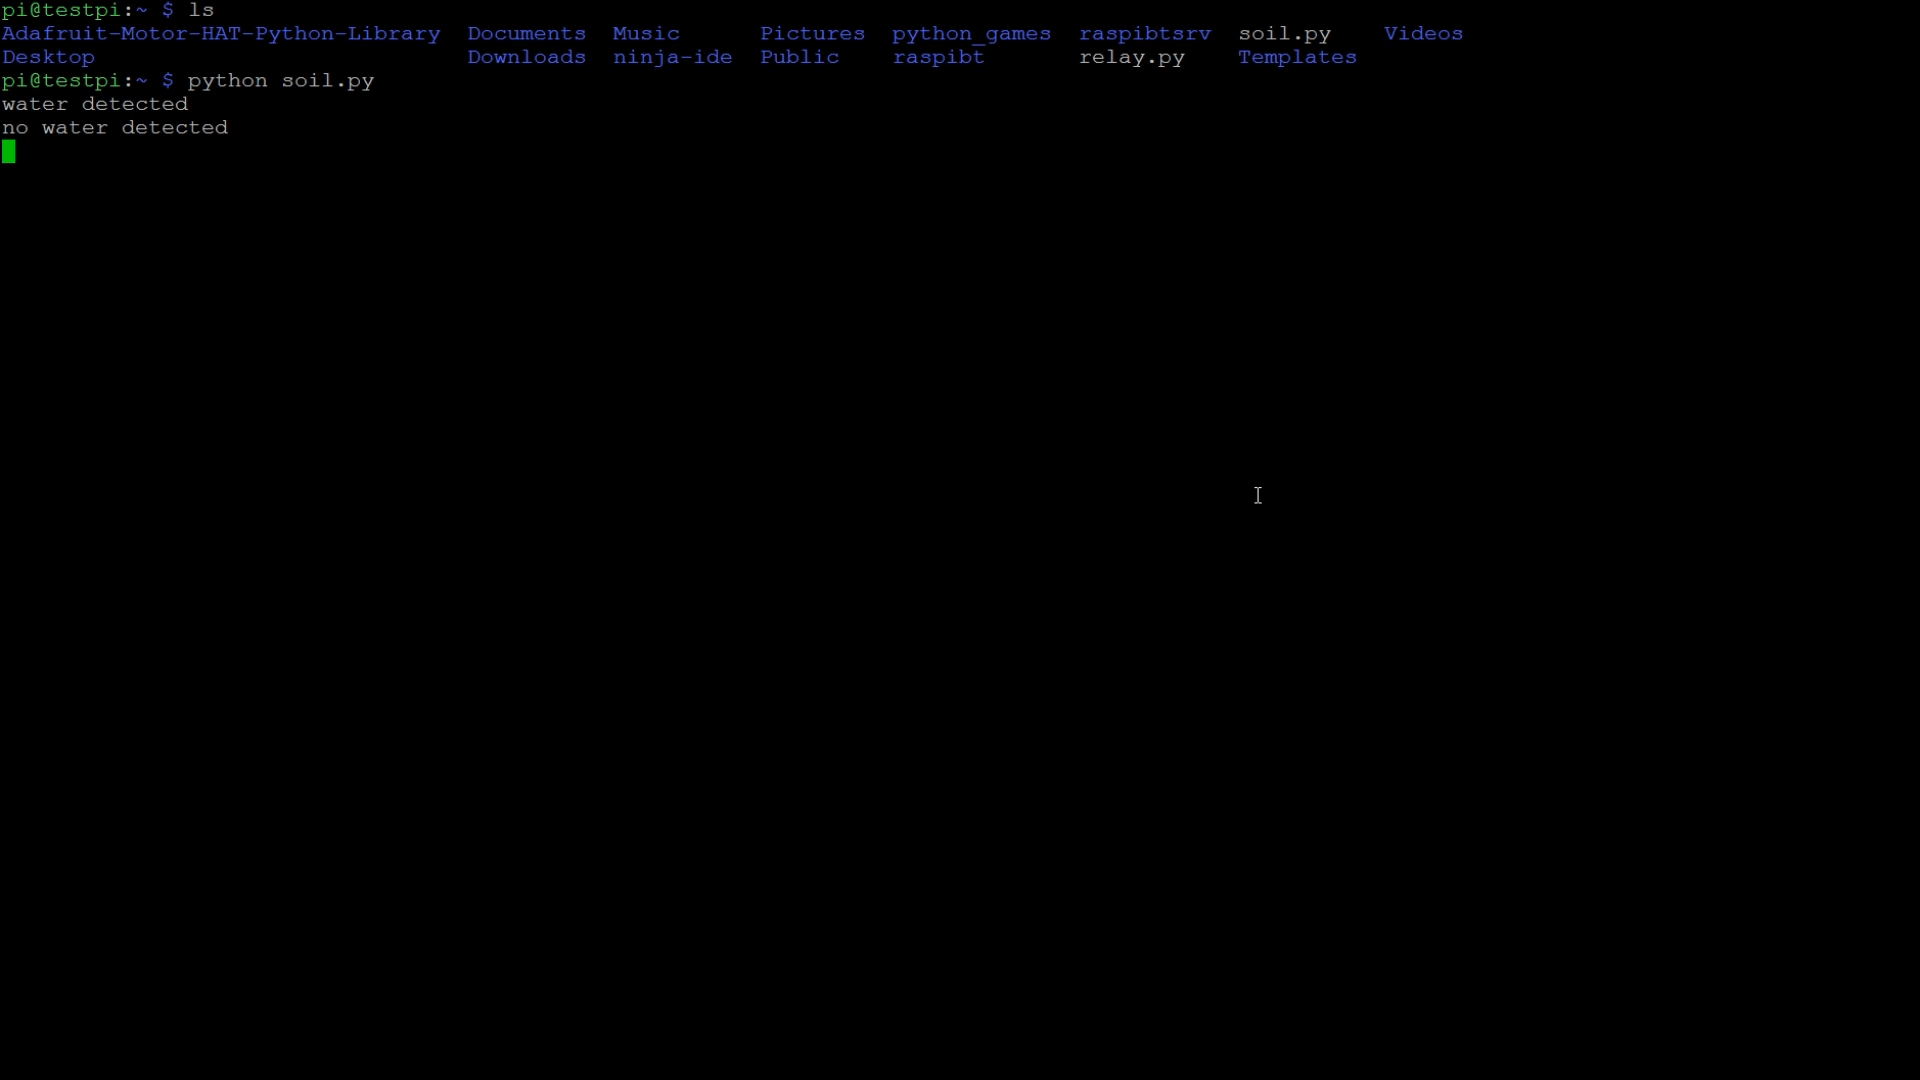 pi@testpi:~ $ ls
Adafruit-Motor-HAT-Python-Library  Documents  Music      Pictures  python_games  raspibtsrv  soil.py    Videos
Desktop                            Downloads  ninja-ide  Public    raspibt       relay.py    Templates
pi@testpi:~ $ python soil.py
water detected
no water detected